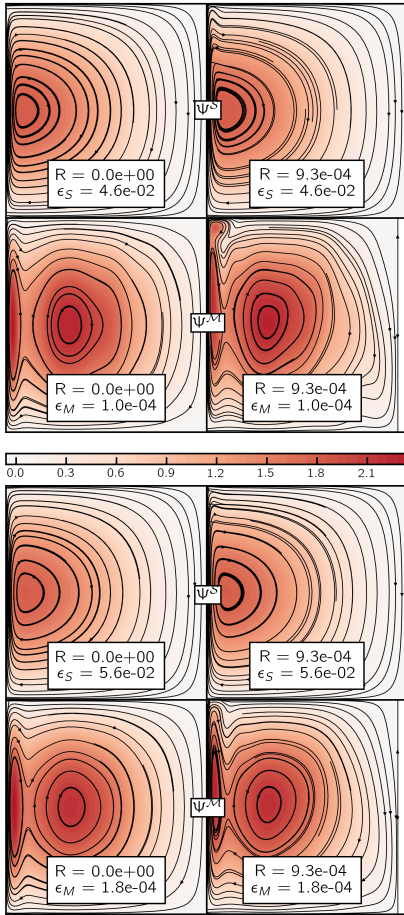 Ψ^S
R = 0.0e+00
ϵ_S = 4.6e-02
R = 9.3e-04
ϵ_S = 4.6e-02
Ψ^M
R = 0.0e+00
ϵ_M = 1.0e-04
R = 9.3e-04
ϵ_M = 1.0e-04
0.0 0.3 0.6 0.9 1.2 1.5 1.8 2.1
Ψ^S
R = 0.0e+00
ϵ_S = 5.6e-02
R = 9.3e-04
ϵ_S = 5.6e-02
Ψ^M
R = 0.0e+00
ϵ_M = 1.8e-04
R = 9.3e-04
ϵ_M = 1.8e-04